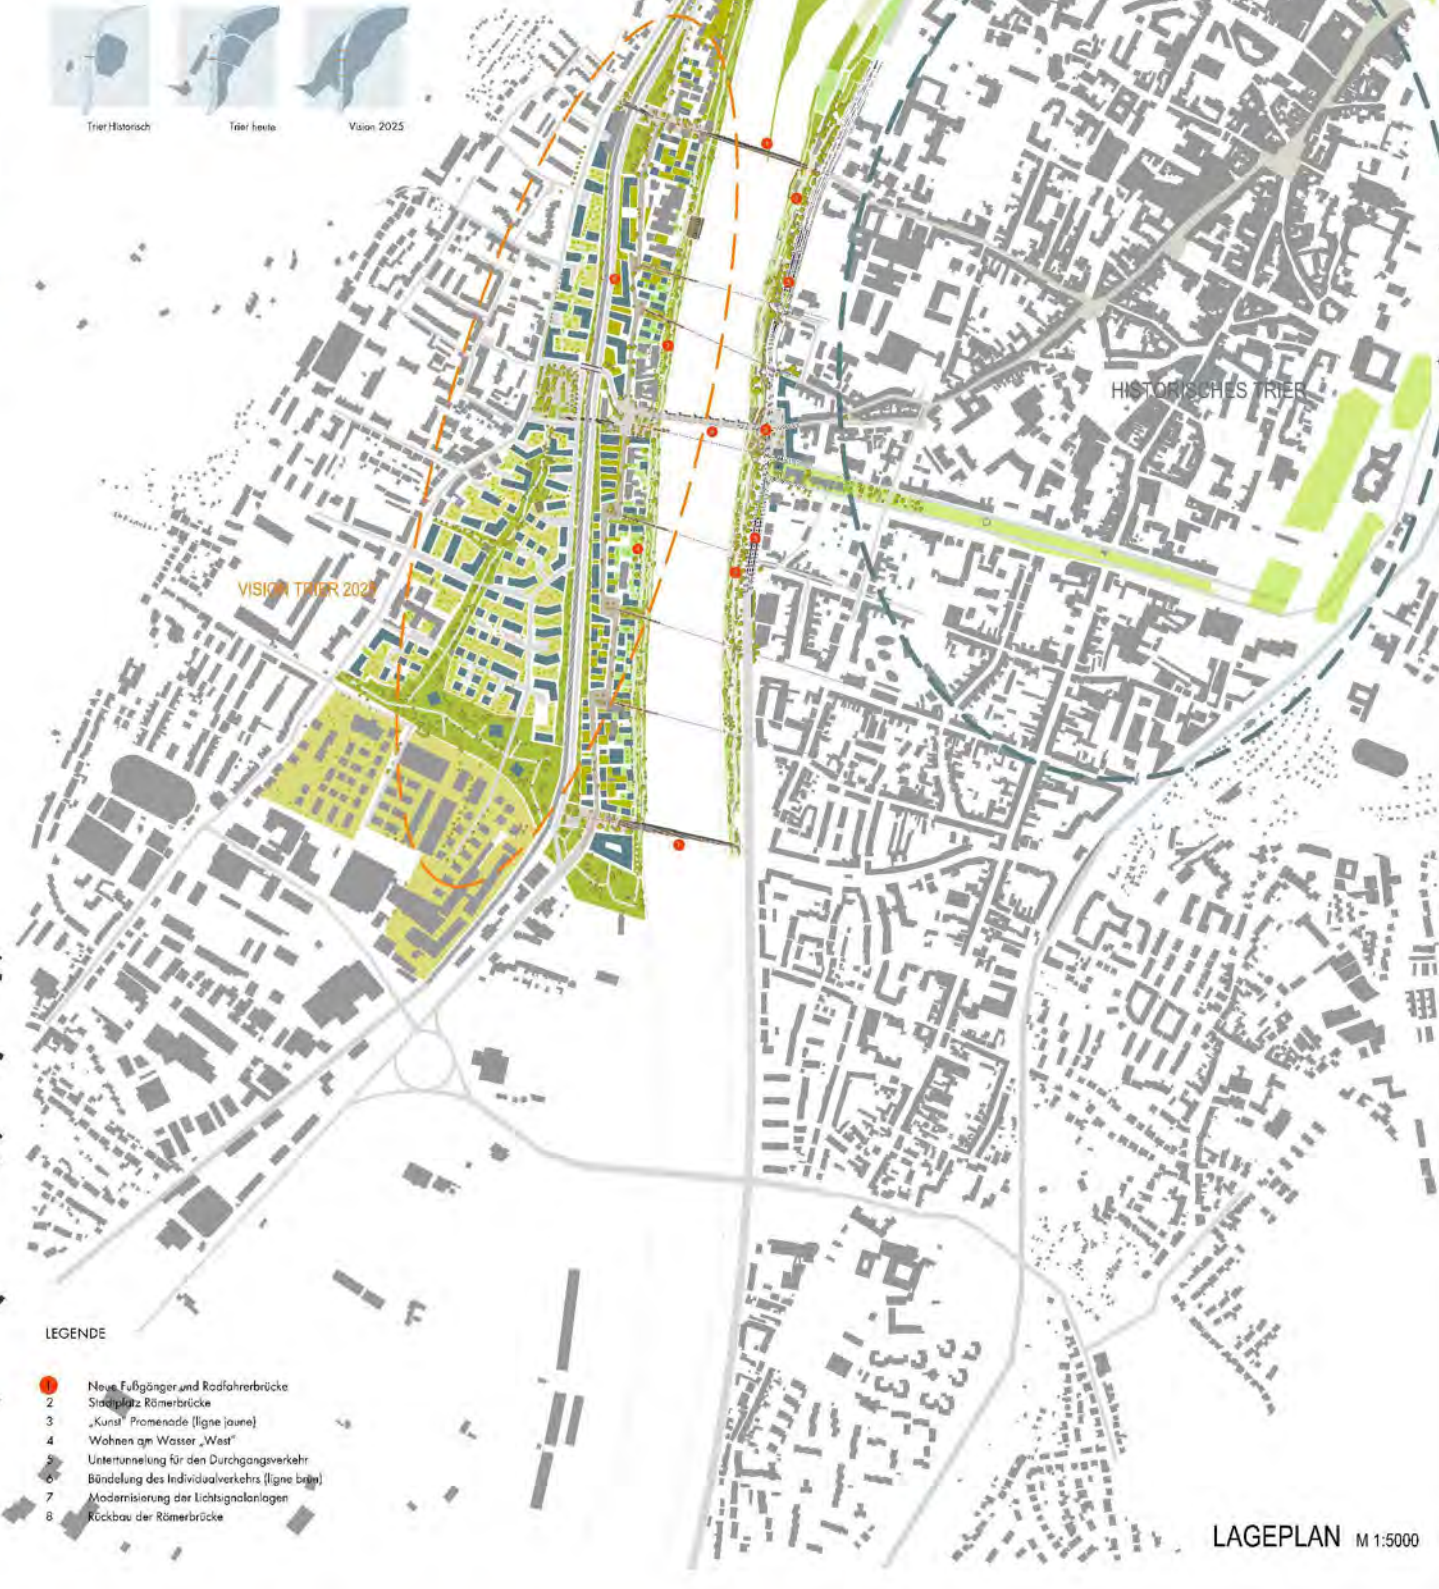 Trier Historisch
Trier heute
Vision 2025
HISTORISCHES TRIER
VISION TRIER 202
LEGENDE
1 Neue Fußgänger und Radfahrerbrücke
2 Stadtplatz Römerbrücke
3 „Kunst" Promenade (ligne jaune)
4 Wohnen am Wasser „West"
5 Untertunnelung für den Durchgangsverkehr
6 Bündelung des Individualverkehrs (ligne brun)
7 Modernisierung der Lichtsignalanlagen
8 Rückbau der Römerbrücke
LAGEPLAN M 1:5000